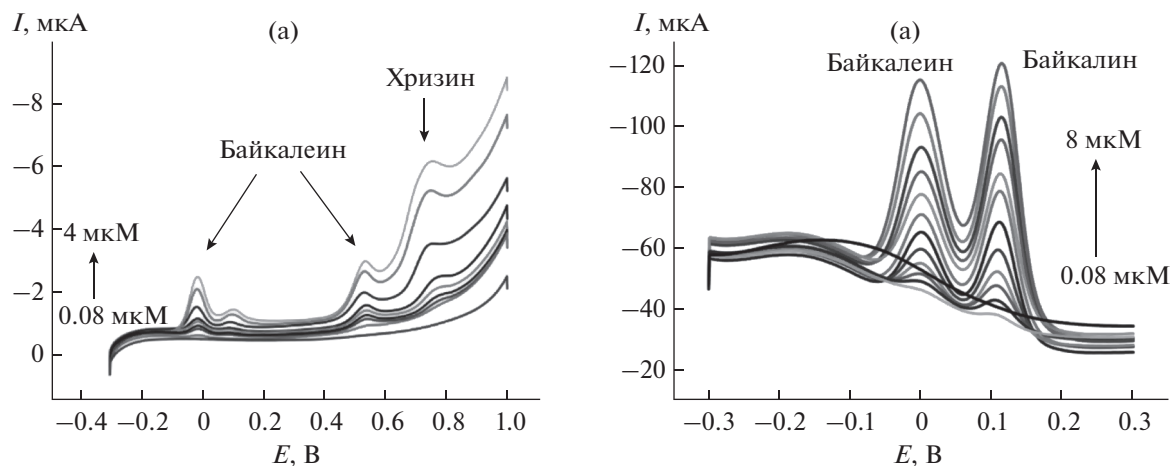 I, мкА
(а)
−8
−6
−4
−2
0
Хризин
Байкалеин
4 мкМ
0.08 мкМ
−0.4
−0.2
0
0.2
0.4
0.6
0.8
1.0
E, В
I, мкА
(а)
−120
−100
−80
−60
−40
−20
Байкалеин
Байкалин
8 мкМ
0.08 мкМ
−0.3
−0.2
−0.1
0
0.1
0.2
0.3
E, В